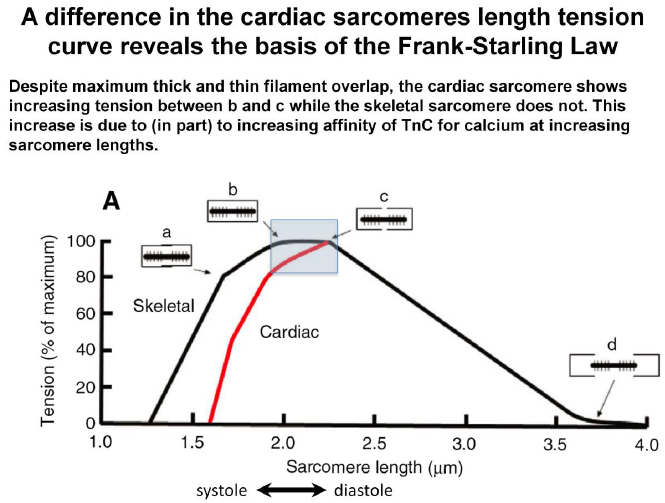 A difference in the cardiac sarcomeres length tension
curve reveals the basis of the Frank-Starling Law
Despite maximum thick and thin filament overlap, the cardiac sarcomere shows
increasing tension between b and c while the skeletal sarcomere does not. This
increase is due to (in part) to increasing affinity of TnC for calcium at increasing
sarcomere lengths.
A
b
c
a
d
Tension (% of maximum)
100
80
60
40
20
0
Skeletal
Cardiac
1.0 1.5 2.0 2.5 3.0 3.5 4.0
Sarcomere length (μm)
systole diastole